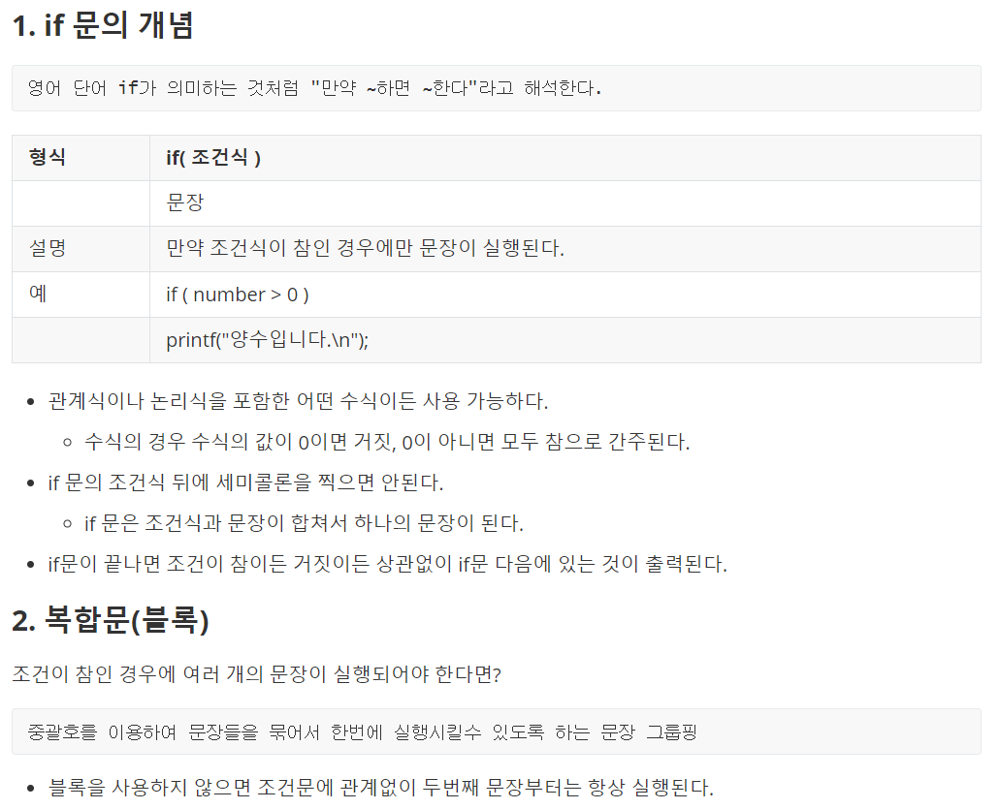 1. if 문의 개념
영어 단어 if가 의미하는 것처럼 "만약 ~하면 ~한다"라고 해석한다.
형식 if( 조건식 )
문장
설명 만약 조건식이 참인 경우에만 문장이 실행된다.
예 if ( number > 0 )
printf("양수입니다.\n");
• 관계식이나 논리식을 포함한 어떤 수식이든 사용 가능하다.
◦ 수식의 경우 수식의 값이 0이면 거짓, 0이 아니면 모두 참으로 간주된다.
• if 문의 조건식 뒤에 세미콜론을 찍으면 안된다.
◦ if 문은 조건식과 문장이 합쳐서 하나의 문장이 된다.
• if문이 끝나면 조건이 참이든 거짓이든 상관없이 if문 다음에 있는 것이 출력된다.
2. 복합문(블록)
조건이 참인 경우에 여러 개의 문장이 실행되어야 한다면?
중괄호를 이용하여 문장들을 묶어서 한번에 실행시킬수 있도록 하는 문장 그룹핑
• 블록을 사용하지 않으면 조건문에 관계없이 두번째 문장부터는 항상 실행된다.